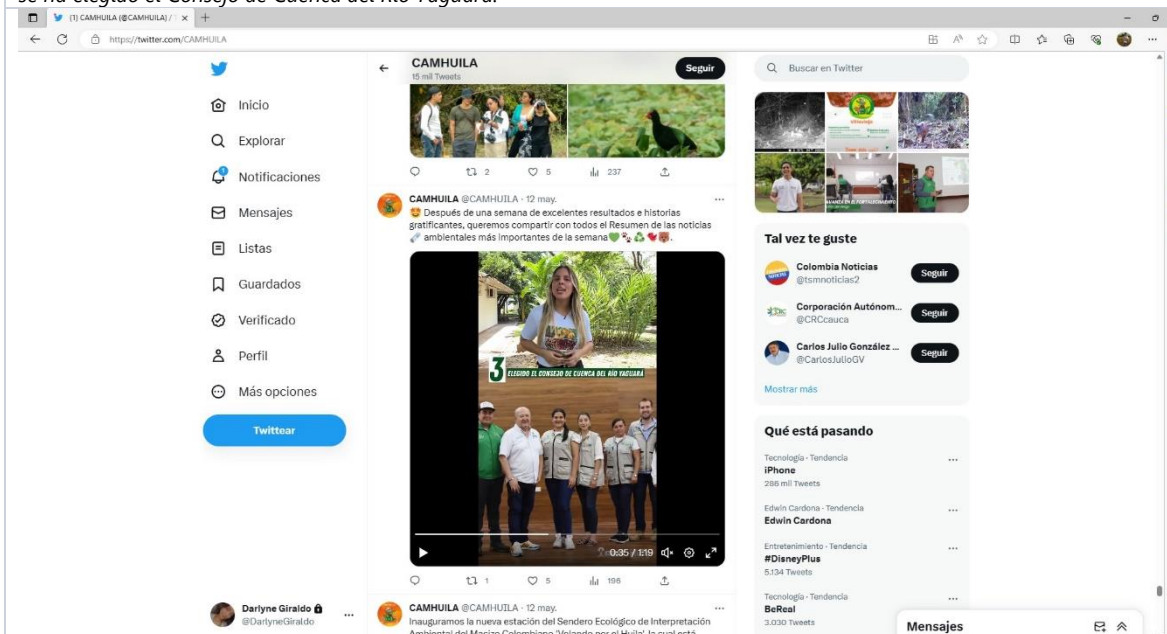 se ha elegido el Consejo de Cuenca del Río Yaguará.
(1) CAMHUILA (@CAMHUILA) /
https://twitter.com/CAMHUILA
Inicio
Explorar
1
Notificaciones
Mensajes
Listas
Guardados
Verificado
Perfil
Más opciones
Twittear
Darlyne Giraldo
@DarlyneGiraldo
CAMHUILA
15 mil Tweets
Seguir
2
5
237
CAMHUILA @CAMHUILA · 12 may.
🤩 Después de una semana de excelentes resultados e historias
gratificantes, queremos compartir con todos el Resumen de las noticias
🗞️ ambientales más importantes de la semana💚🐾♻️🐦🐻.
3 ELEGIDO EL CONSEJO DE CUENCA DEL RÍO YAGUARÁ
0:35 / 1:19
1
5
196
CAMHUILA @CAMHUILA · 12 may.
Inauguramos la nueva estación del Sendero Ecológico de Interpretación
Ambiental del Macizo Colombiano 'Volando por el Huila', la cual está
Buscar en Twitter
Tal vez te guste
Colombia Noticias
@tsmnoticias2
Seguir
Corporación Autónom...
@CRCcauca
Seguir
Carlos Julio González ...
@CarlosJulioGV
Seguir
Mostrar más
Qué está pasando
Tecnología · Tendencia
iPhone
286 mil Tweets
Edwin Cardona · Tendencia
Edwin Cardona
Entretenimiento · Tendencia
#DisneyPlus
5.134 Tweets
Tecnología · Tendencia
BeReal
3.030 Tweets
Mensajes